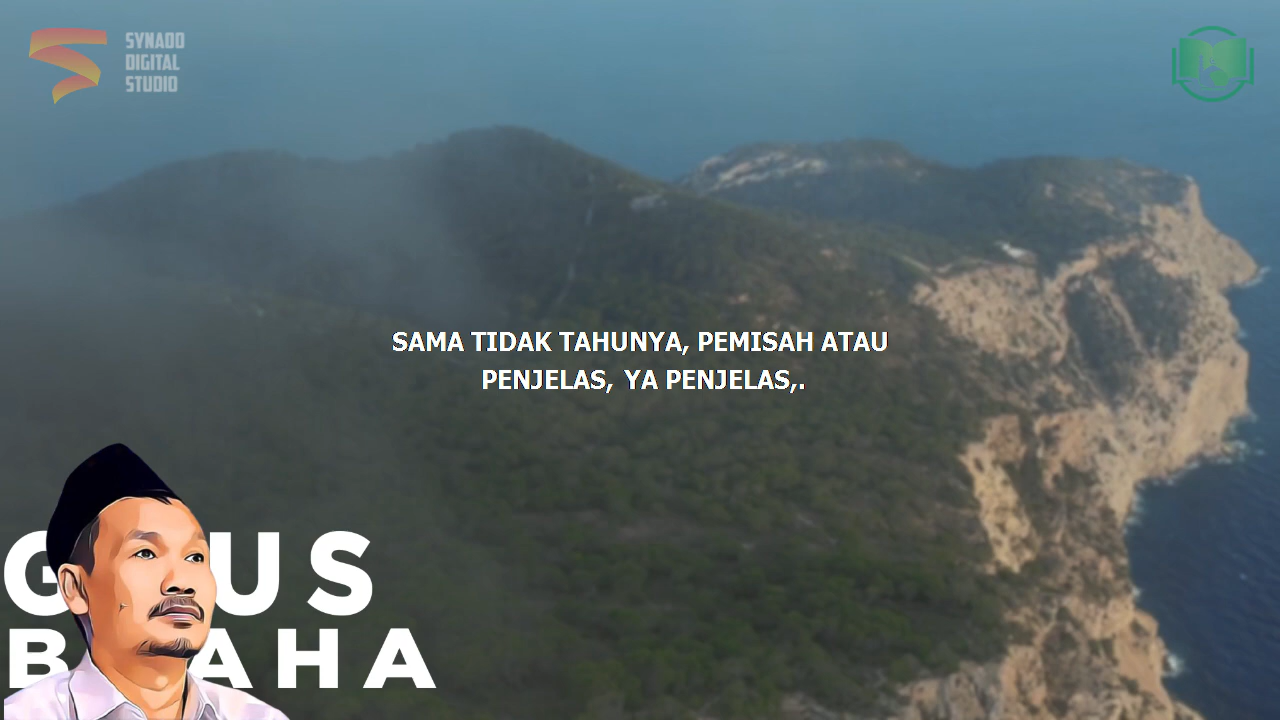 SYNADO
DIGITAL
STUDIO
SAMA TIDAK TAHUNYA, PEMISAH ATAU
PENJELAS, YA PENJELAS,.
GUS
BAHA